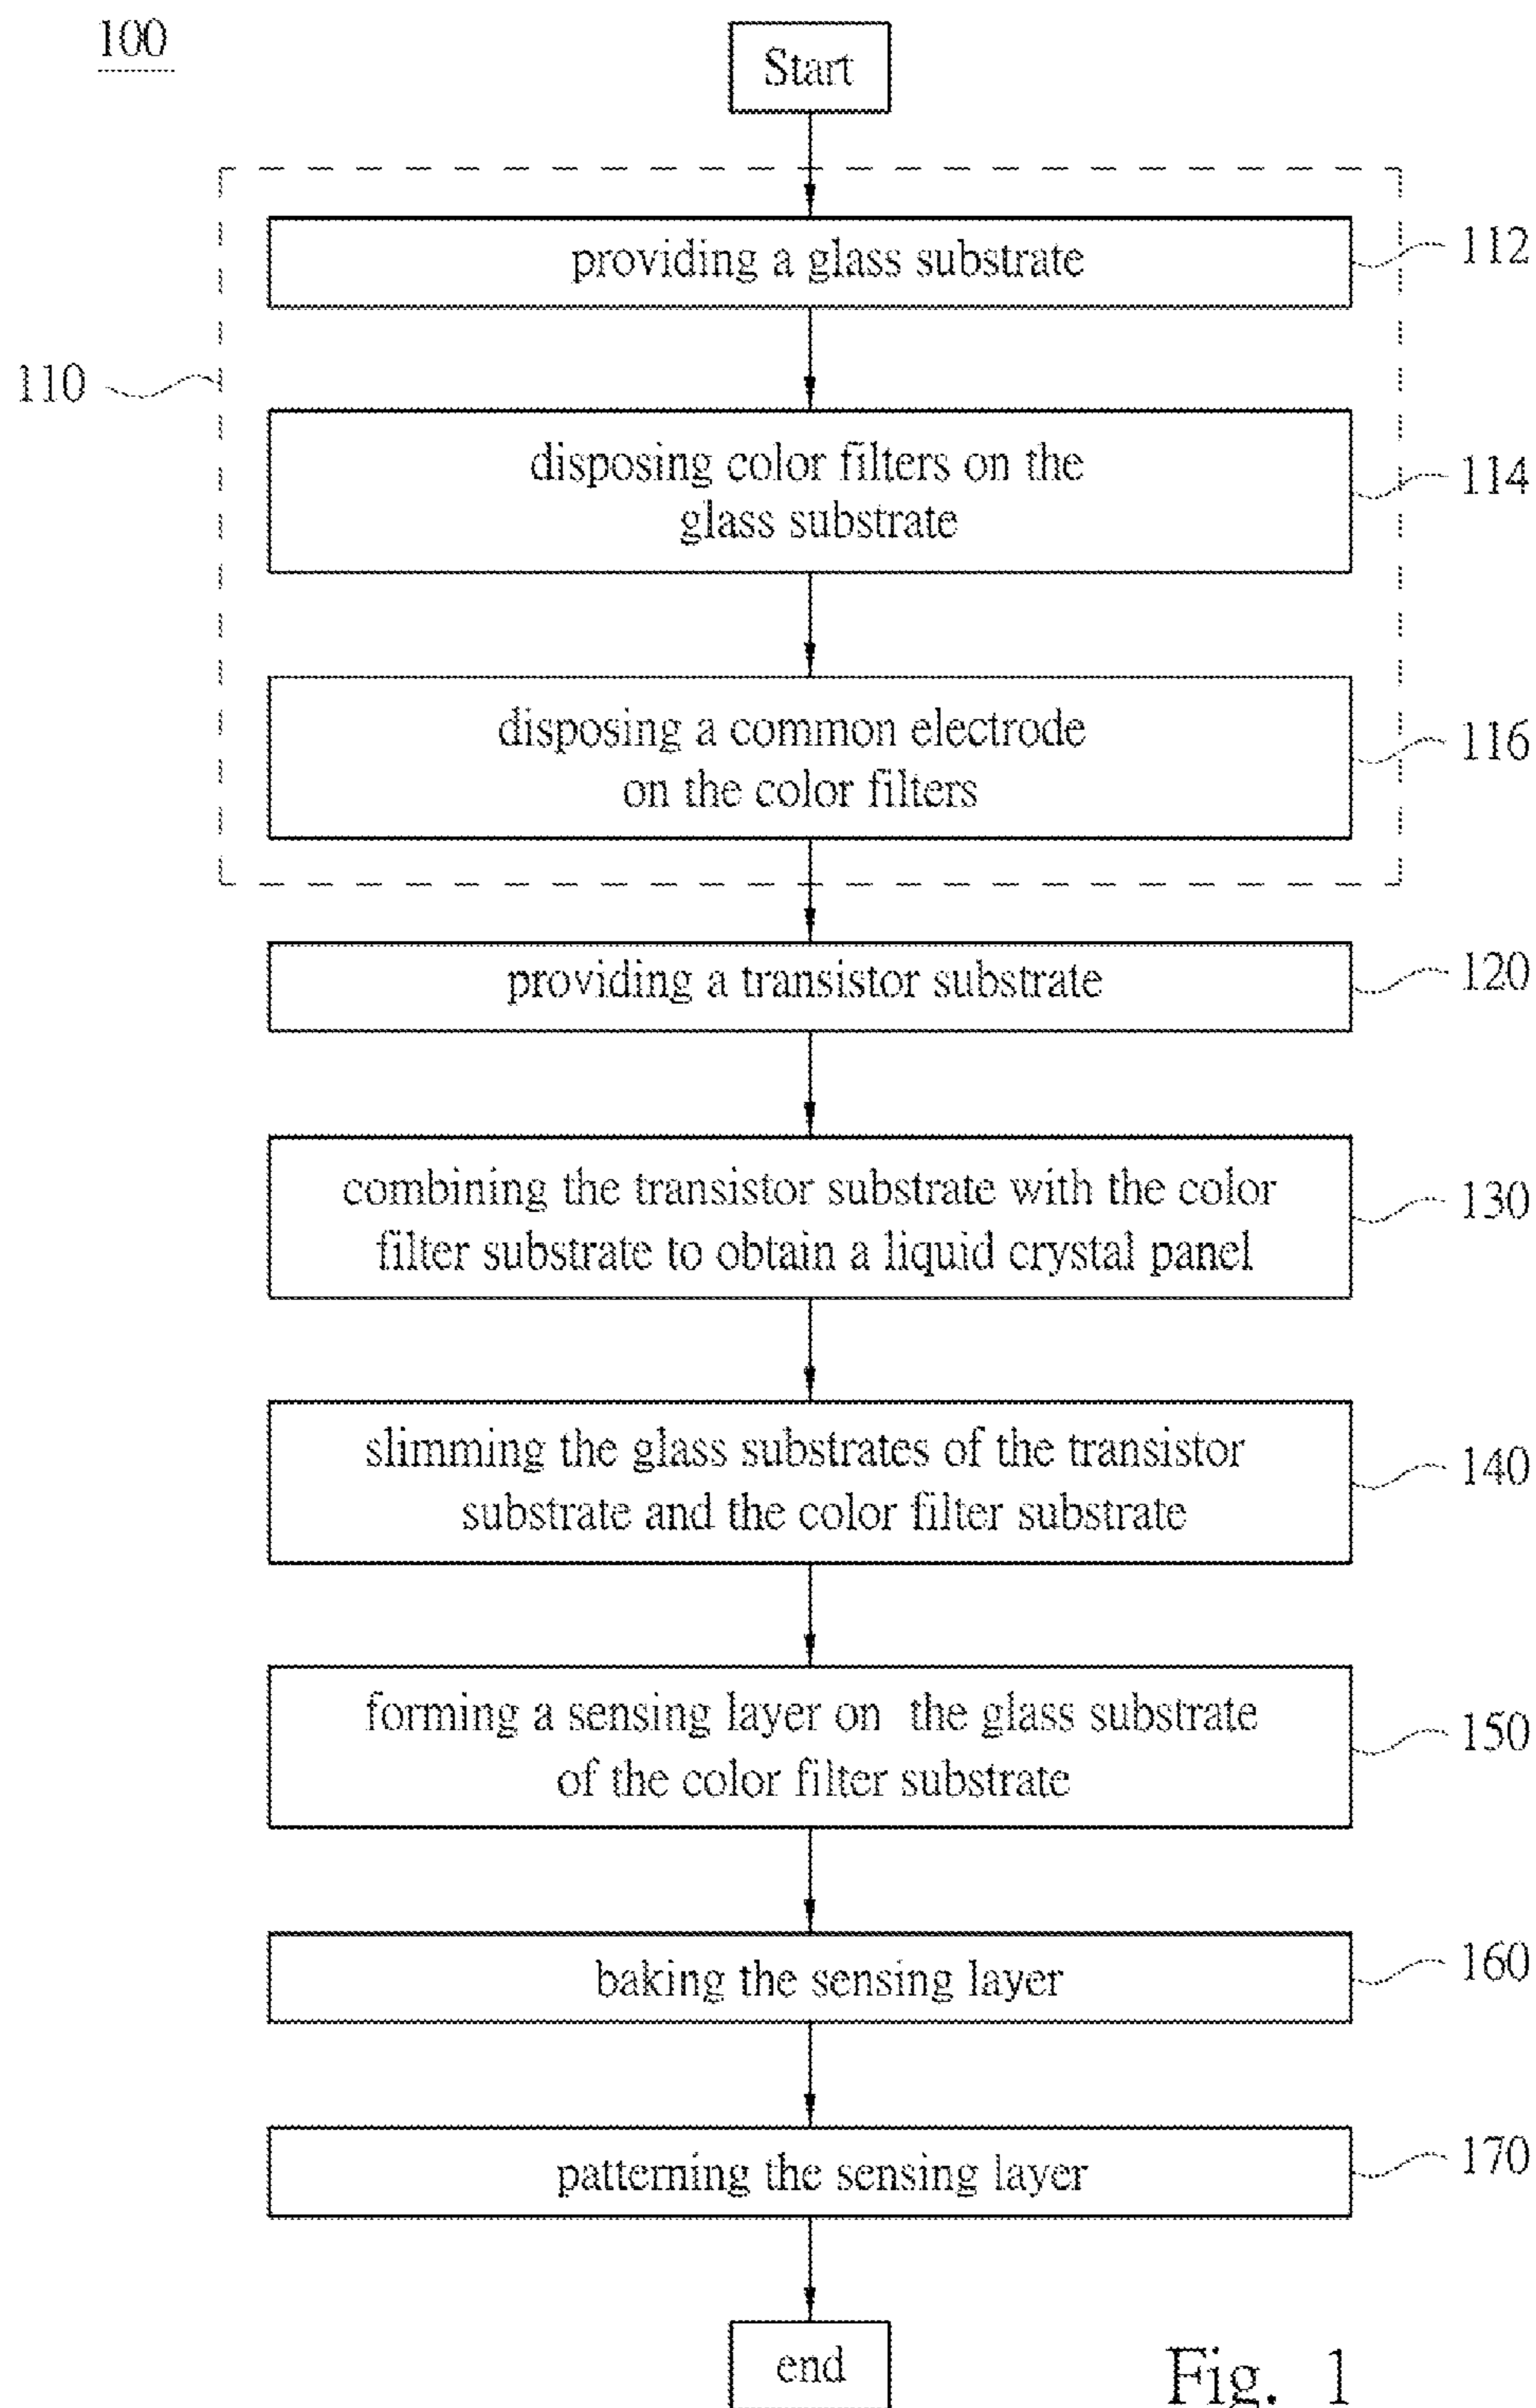 100
Start
providing a glass substrate
112
110
disposing color filters on the
glass substrate
114
disposing a common electrode
on the color filters
116
providing a transistor substrate
120
combining the transistor substrate with the color
filter substrate to obtain a liquid crystal panel
130
slimming the glass substrates of the transistor
substrate and the color filter substrate
140
forming a sensing layer on the glass substrate
of the color filter substrate
150
baking the sensing layer
160
patterning the sensing layer
170
end
Fig. 1